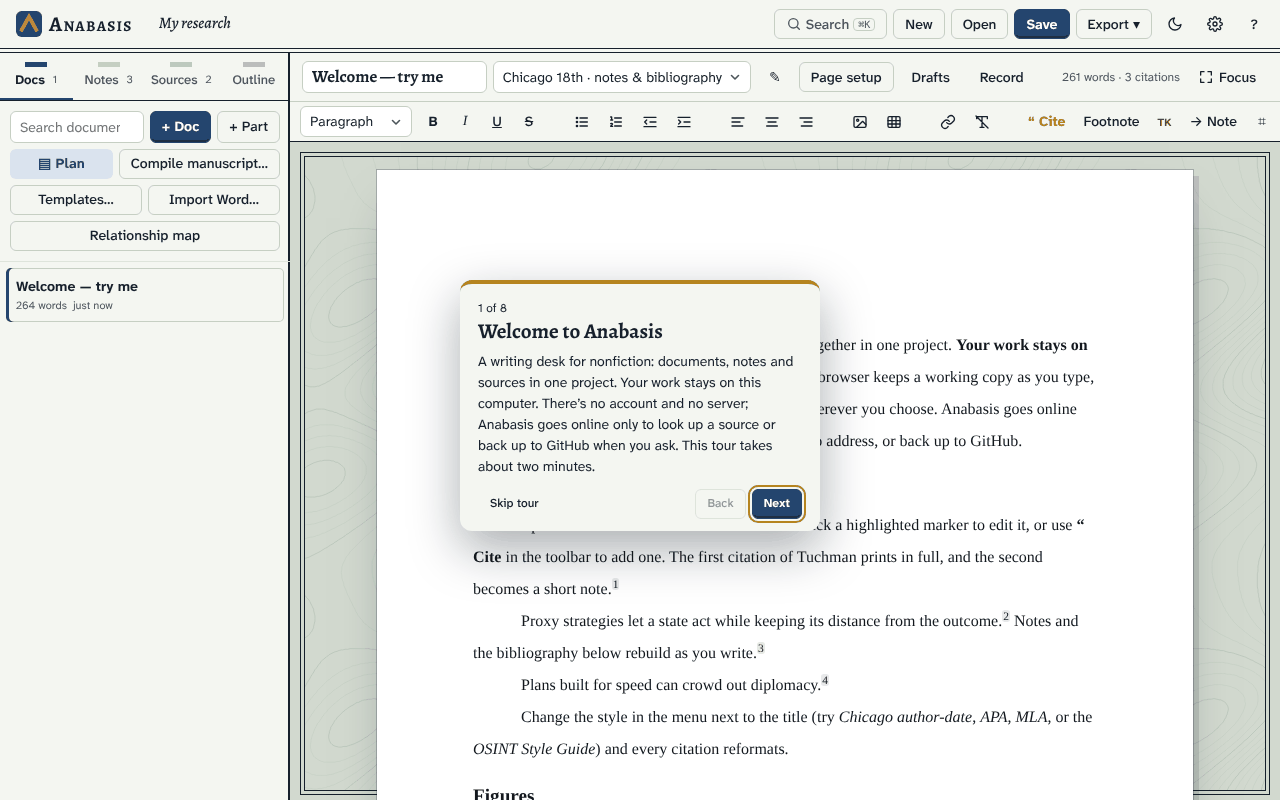 Anabasis My research Search ⌘K New Open Save Export ▾ ?
Docs 1 Notes 3 Sources 2 Outline
Welcome — try me Chicago 18th · notes & bibliography ✎ Page setup Drafts Record 261 words · 3 citations Focus
Search documer + Doc + Part
Paragraph B I U S “ Cite Footnote TK → Note ⌗
▤ Plan Compile manuscript...
Templates... Import Word...
Relationship map
Welcome — try me
264 words just now
1 of 8
Welcome to Anabasis
A writing desk for nonfiction: documents, notes and
sources in one project. Your work stays on this
computer. There’s no account and no server;
Anabasis goes online only to look up a source or
back up to GitHub when you ask. This tour takes
about two minutes.
Skip tour Back Next
gether in one project. Your work stays on
browser keeps a working copy as you type,
erever you choose. Anabasis goes online
address, or back up to GitHub.
ck a highlighted marker to edit it, or use “
Cite in the toolbar to add one. The first citation of Tuchman prints in full, and the second
becomes a short note.1
Proxy strategies let a state act while keeping its distance from the outcome.2 Notes and
the bibliography below rebuild as you write.3
Plans built for speed can crowd out diplomacy.4
Change the style in the menu next to the title (try Chicago author-date, APA, MLA, or the
OSINT Style Guide) and every citation reformats.
Figures